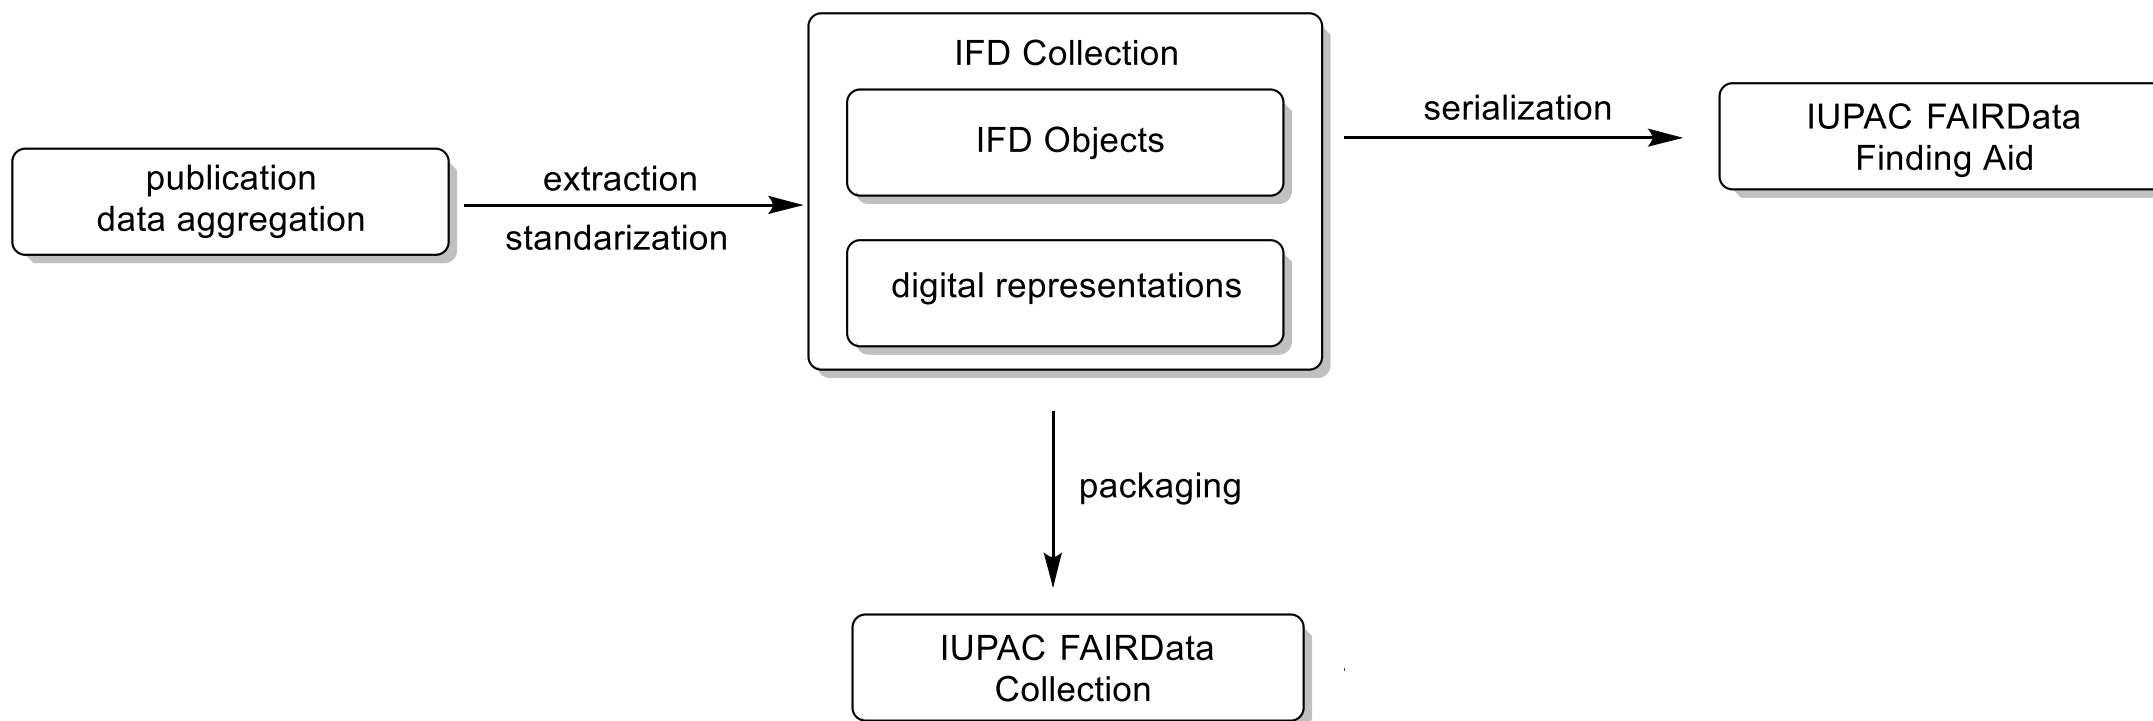 publication
data aggregation
extraction
standarization
IFD Collection
IFD Objects
digital representations
serialization
IUPAC FAIRData
Finding Aid
packaging
IUPAC FAIRData
Collection